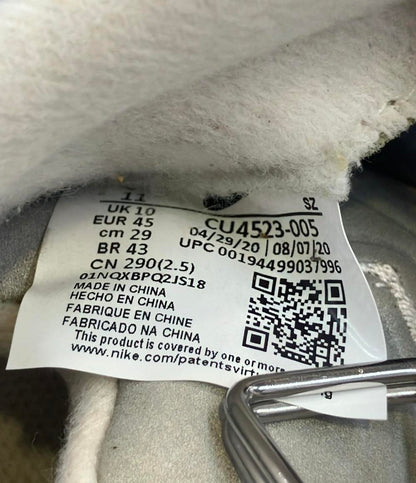 11
SZ
UK 10
EUR 45
cm 29
BR 43
CN 290(2.5)
CU4523-005
04/29/20 | 08/07/20
UPC 00194499037996
01NQXBPQ2JS18
MADE IN CHINA
HECHO EN CHINA
FABRIQUE EN CHINE
FABRICADO NA CHINA
This product is covered by one or more
www.nike.com/patentsvirtu